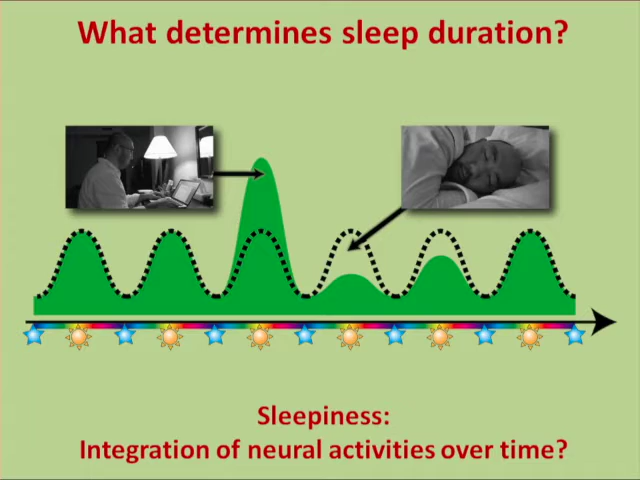 What determines sleep duration?
Sleepiness:
Integration of neural activities over time?